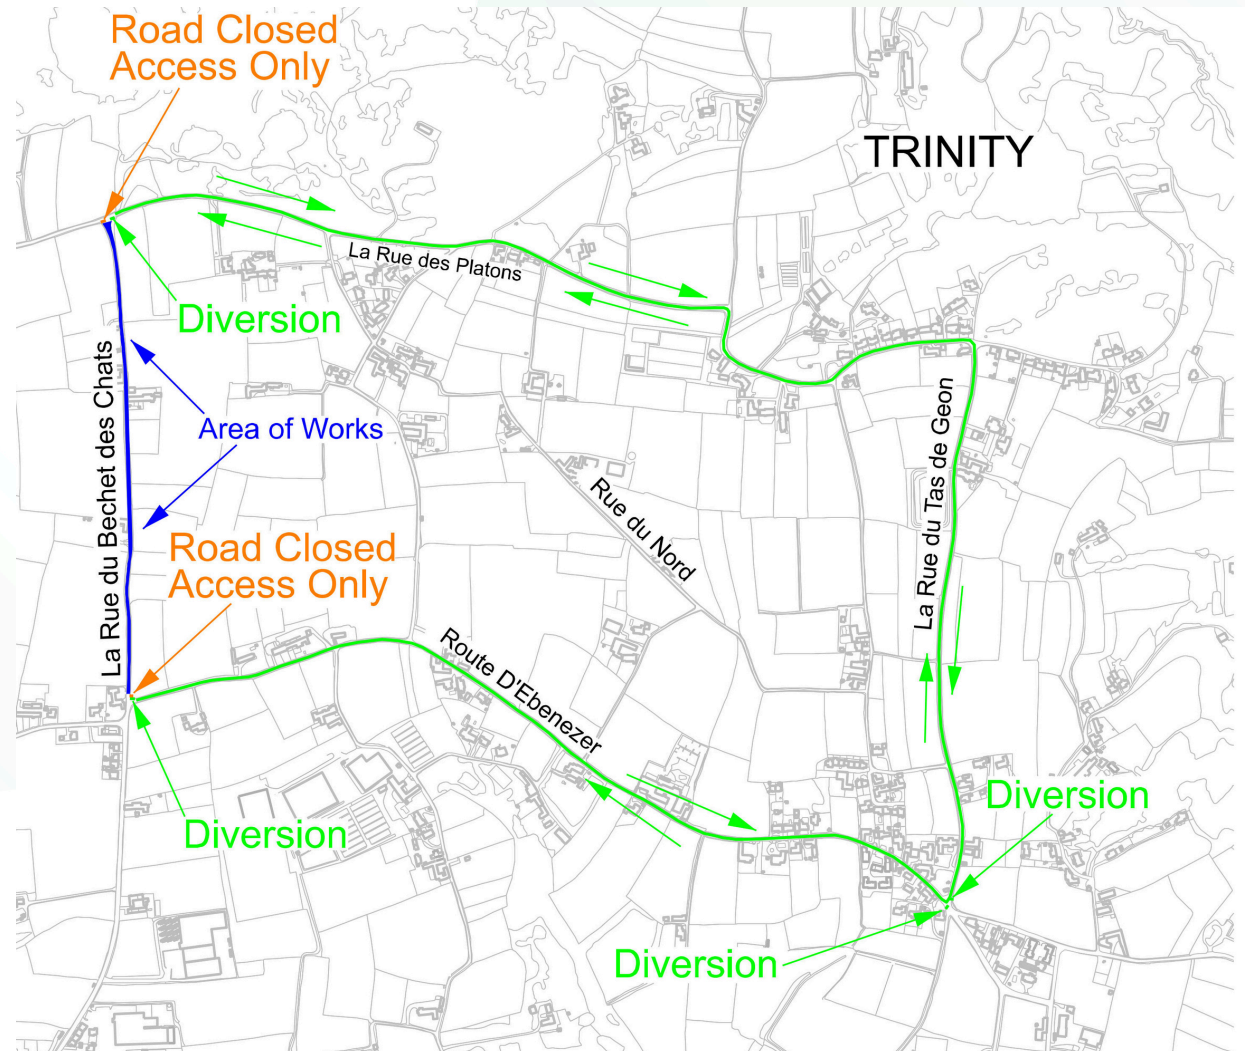 Road Closed
Access Only
TRINITY
La Rue des Platons
Diversion
La Rue du Bechet des Chats
Area of Works
La Rue du Tas de Geon
Rue du Nord
Road Closed
Access Only
Route D'Ebenezer
Diversion
Diversion
Diversion